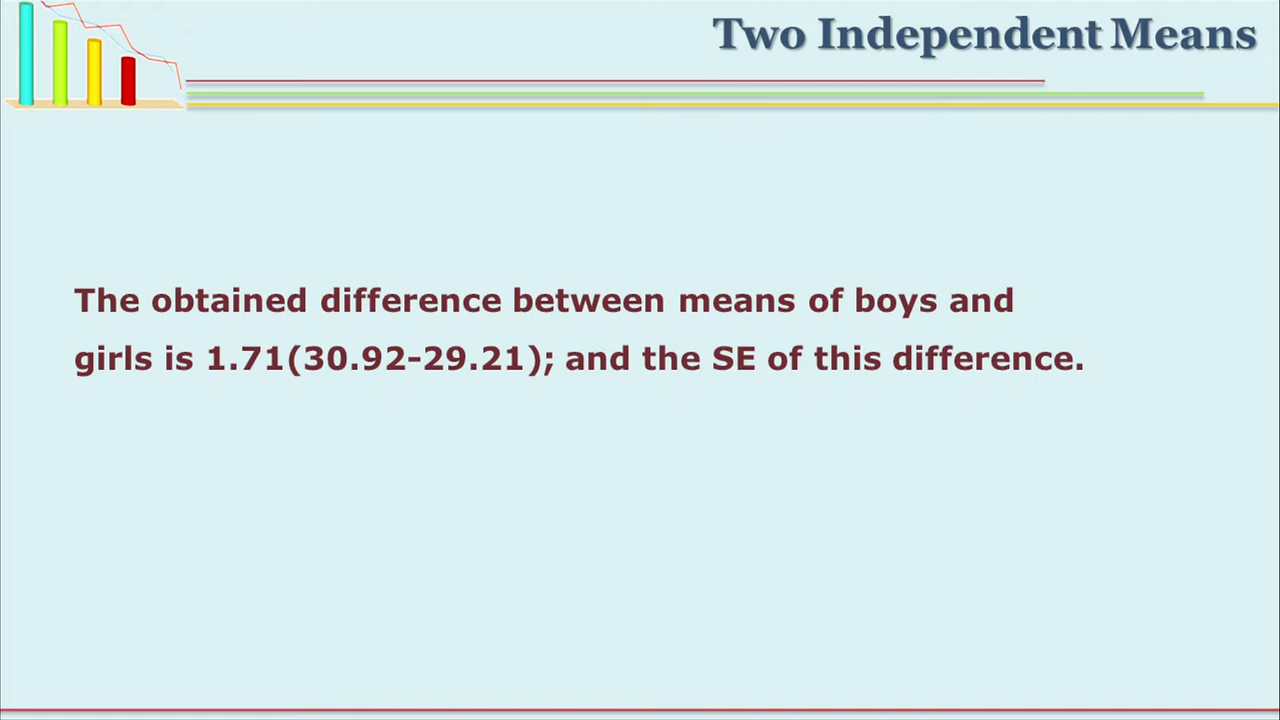 Two Independent Means
The obtained difference between means of boys and
girls is 1.71(30.92-29.21); and the SE of this difference.